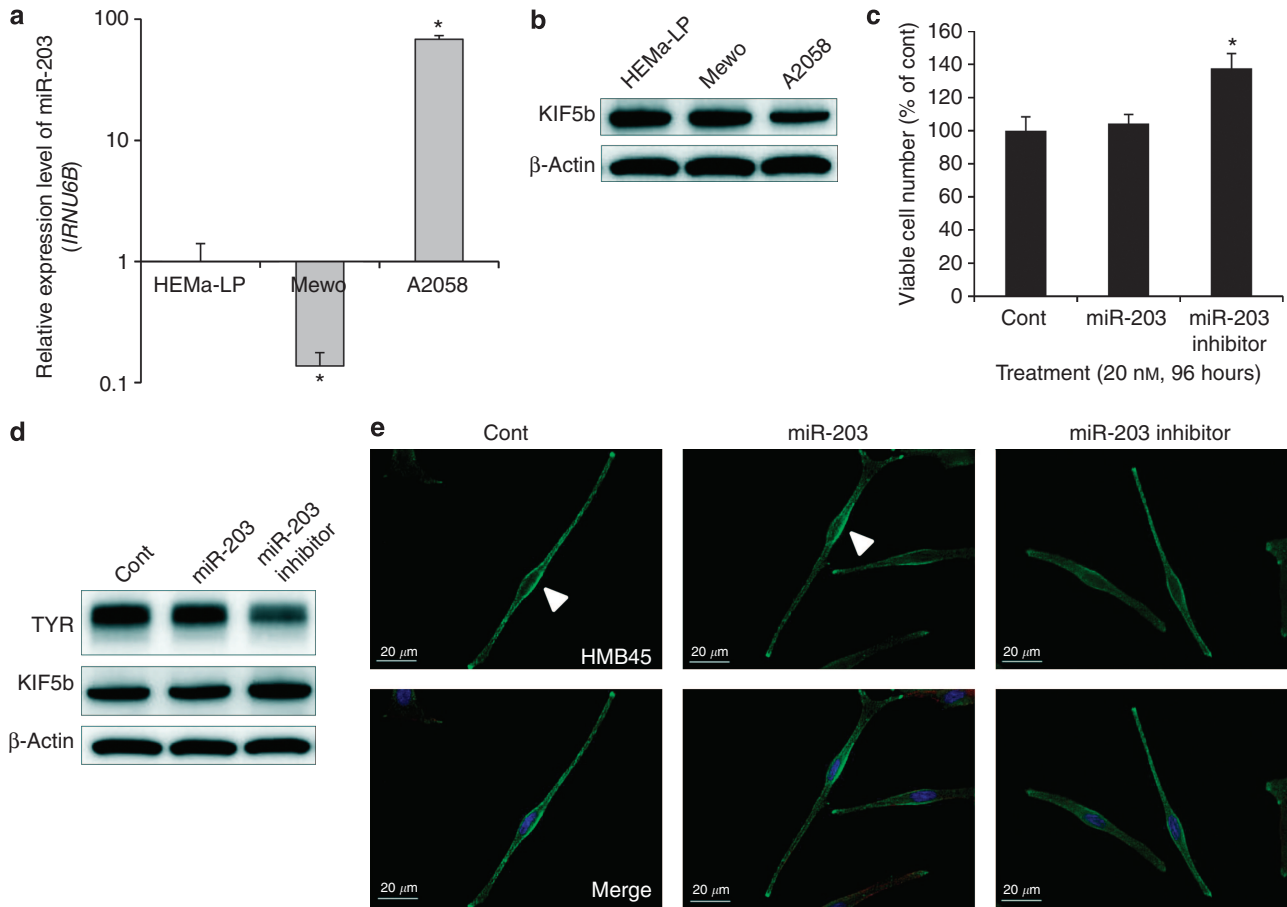 a
Relative expression level of miR-203
(IRNU6B)
100
10
1
0.1
*
HEMa-LP
Mewo
A2058
*
b
HEMa-LP
Mewo
A2058
KIF5b
β-Actin
c
Viable cell number (% of cont)
160
140
120
100
80
60
40
20
0
*
Cont
miR-203
miR-203
inhibitor
Treatment (20 nM, 96 hours)
d
Cont
miR-203
miR-203
inhibitor
TYR
KIF5b
β-Actin
e
Cont
miR-203
miR-203 inhibitor
20 μm
HMB45
20 μm
20 μm
20 μm
Merge
20 μm
20 μm